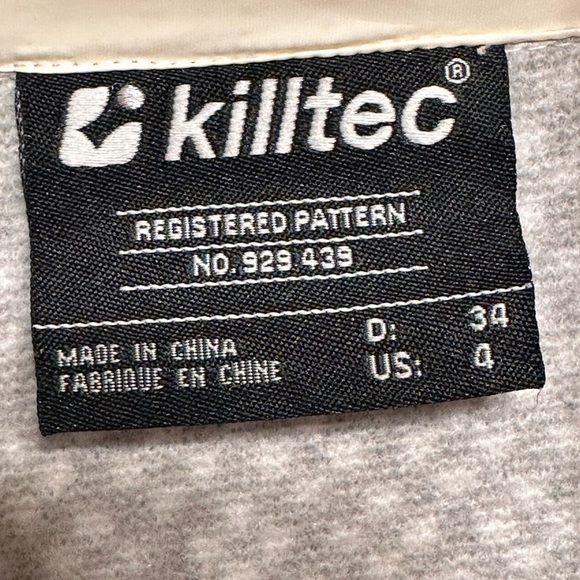 killtec®
REGISTERED PATTERN
NO. 929 439
MADE IN CHINA
FABRIQUE EN CHINE
D: 34
US: 4